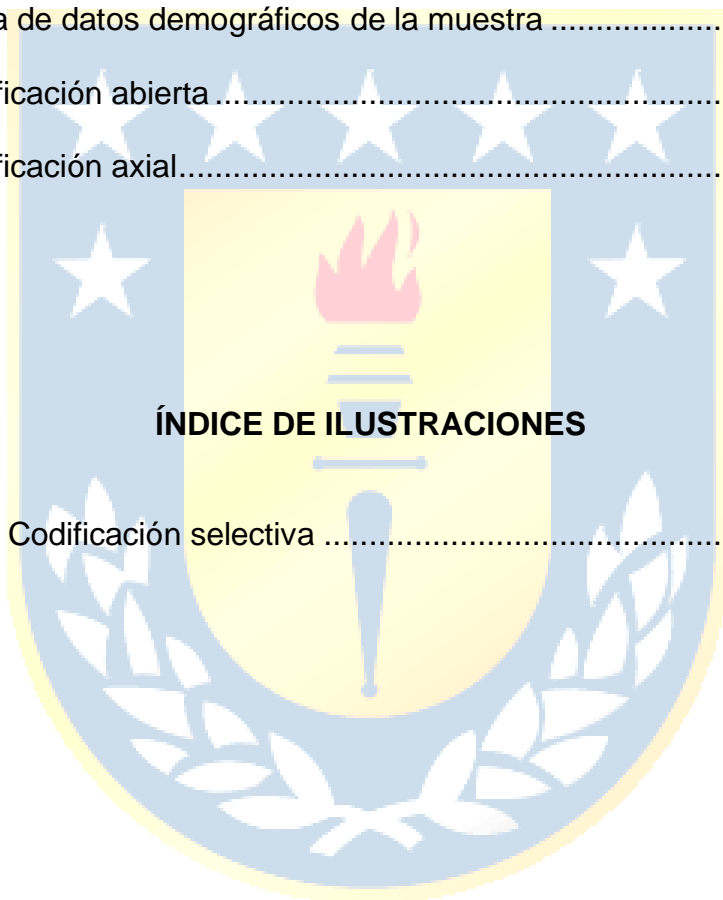 a de datos demográficos de la muestra ...................
ficación abierta ........................................................
ficación axial............................................................
ÍNDICE DE ILUSTRACIONES
Codificación selectiva ............................................